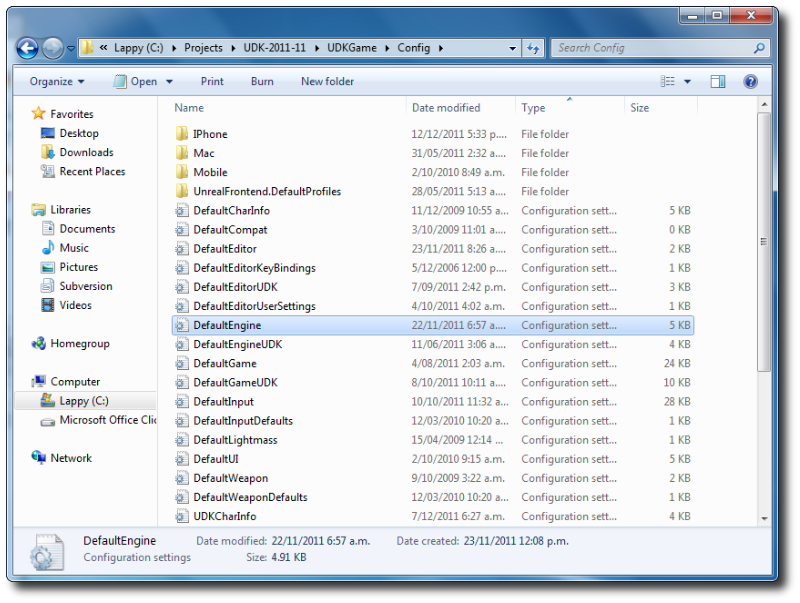 « Lappy (C:) Projects UDK-2011-11 UDKGame Config Search Config
Organize Open Print Burn New folder
Name Date modified Type Size
Favorites
Desktop
Downloads
Recent Places
Libraries
Documents
Music
Pictures
Subversion
Videos
Homegroup
Computer
Lappy (C:)
Microsoft Office Clic
Network
IPhone 12/12/2011 5:33 p.... File folder
Mac 31/05/2011 2:32 a.... File folder
Mobile 2/10/2010 8:49 a.m. File folder
UnrealFrontend.DefaultProfiles 28/05/2011 5:13 a.... File folder
DefaultCharInfo 11/12/2009 10:55 a... Configuration sett... 5 KB
DefaultCompat 3/10/2009 11:01 a.... Configuration sett... 0 KB
DefaultEditor 23/11/2011 8:26 a.... Configuration sett... 2 KB
DefaultEditorKeyBindings 5/12/2006 12:00 p.... Configuration sett... 1 KB
DefaultEditorUDK 7/09/2011 2:42 p.m. Configuration sett... 3 KB
DefaultEditorUserSettings 4/10/2011 4:02 a.m. Configuration sett... 1 KB
DefaultEngine 22/11/2011 6:57 a.... Configuration sett... 5 KB
DefaultEngineUDK 11/06/2011 3:06 a.... Configuration sett... 4 KB
DefaultGame 4/08/2011 2:03 a.m. Configuration sett... 24 KB
DefaultGameUDK 8/10/2011 10:11 a.... Configuration sett... 10 KB
DefaultInput 10/10/2011 11:32 a... Configuration sett... 28 KB
DefaultInputDefaults 12/03/2010 10:20 a... Configuration sett... 1 KB
DefaultLightmass 15/04/2009 12:14 ... Configuration sett... 1 KB
DefaultUI 2/10/2010 9:15 a.m. Configuration sett... 5 KB
DefaultWeapon 9/10/2009 3:22 a.m. Configuration sett... 2 KB
DefaultWeaponDefaults 12/03/2010 10:20 a... Configuration sett... 1 KB
UDKCharInfo 7/12/2011 6:27 a.m. Configuration sett... 4 KB
DefaultEngine Date modified: 22/11/2011 6:57 a.m. Date created: 23/11/2011 12:08 p.m.
Configuration settings Size: 4.91 KB